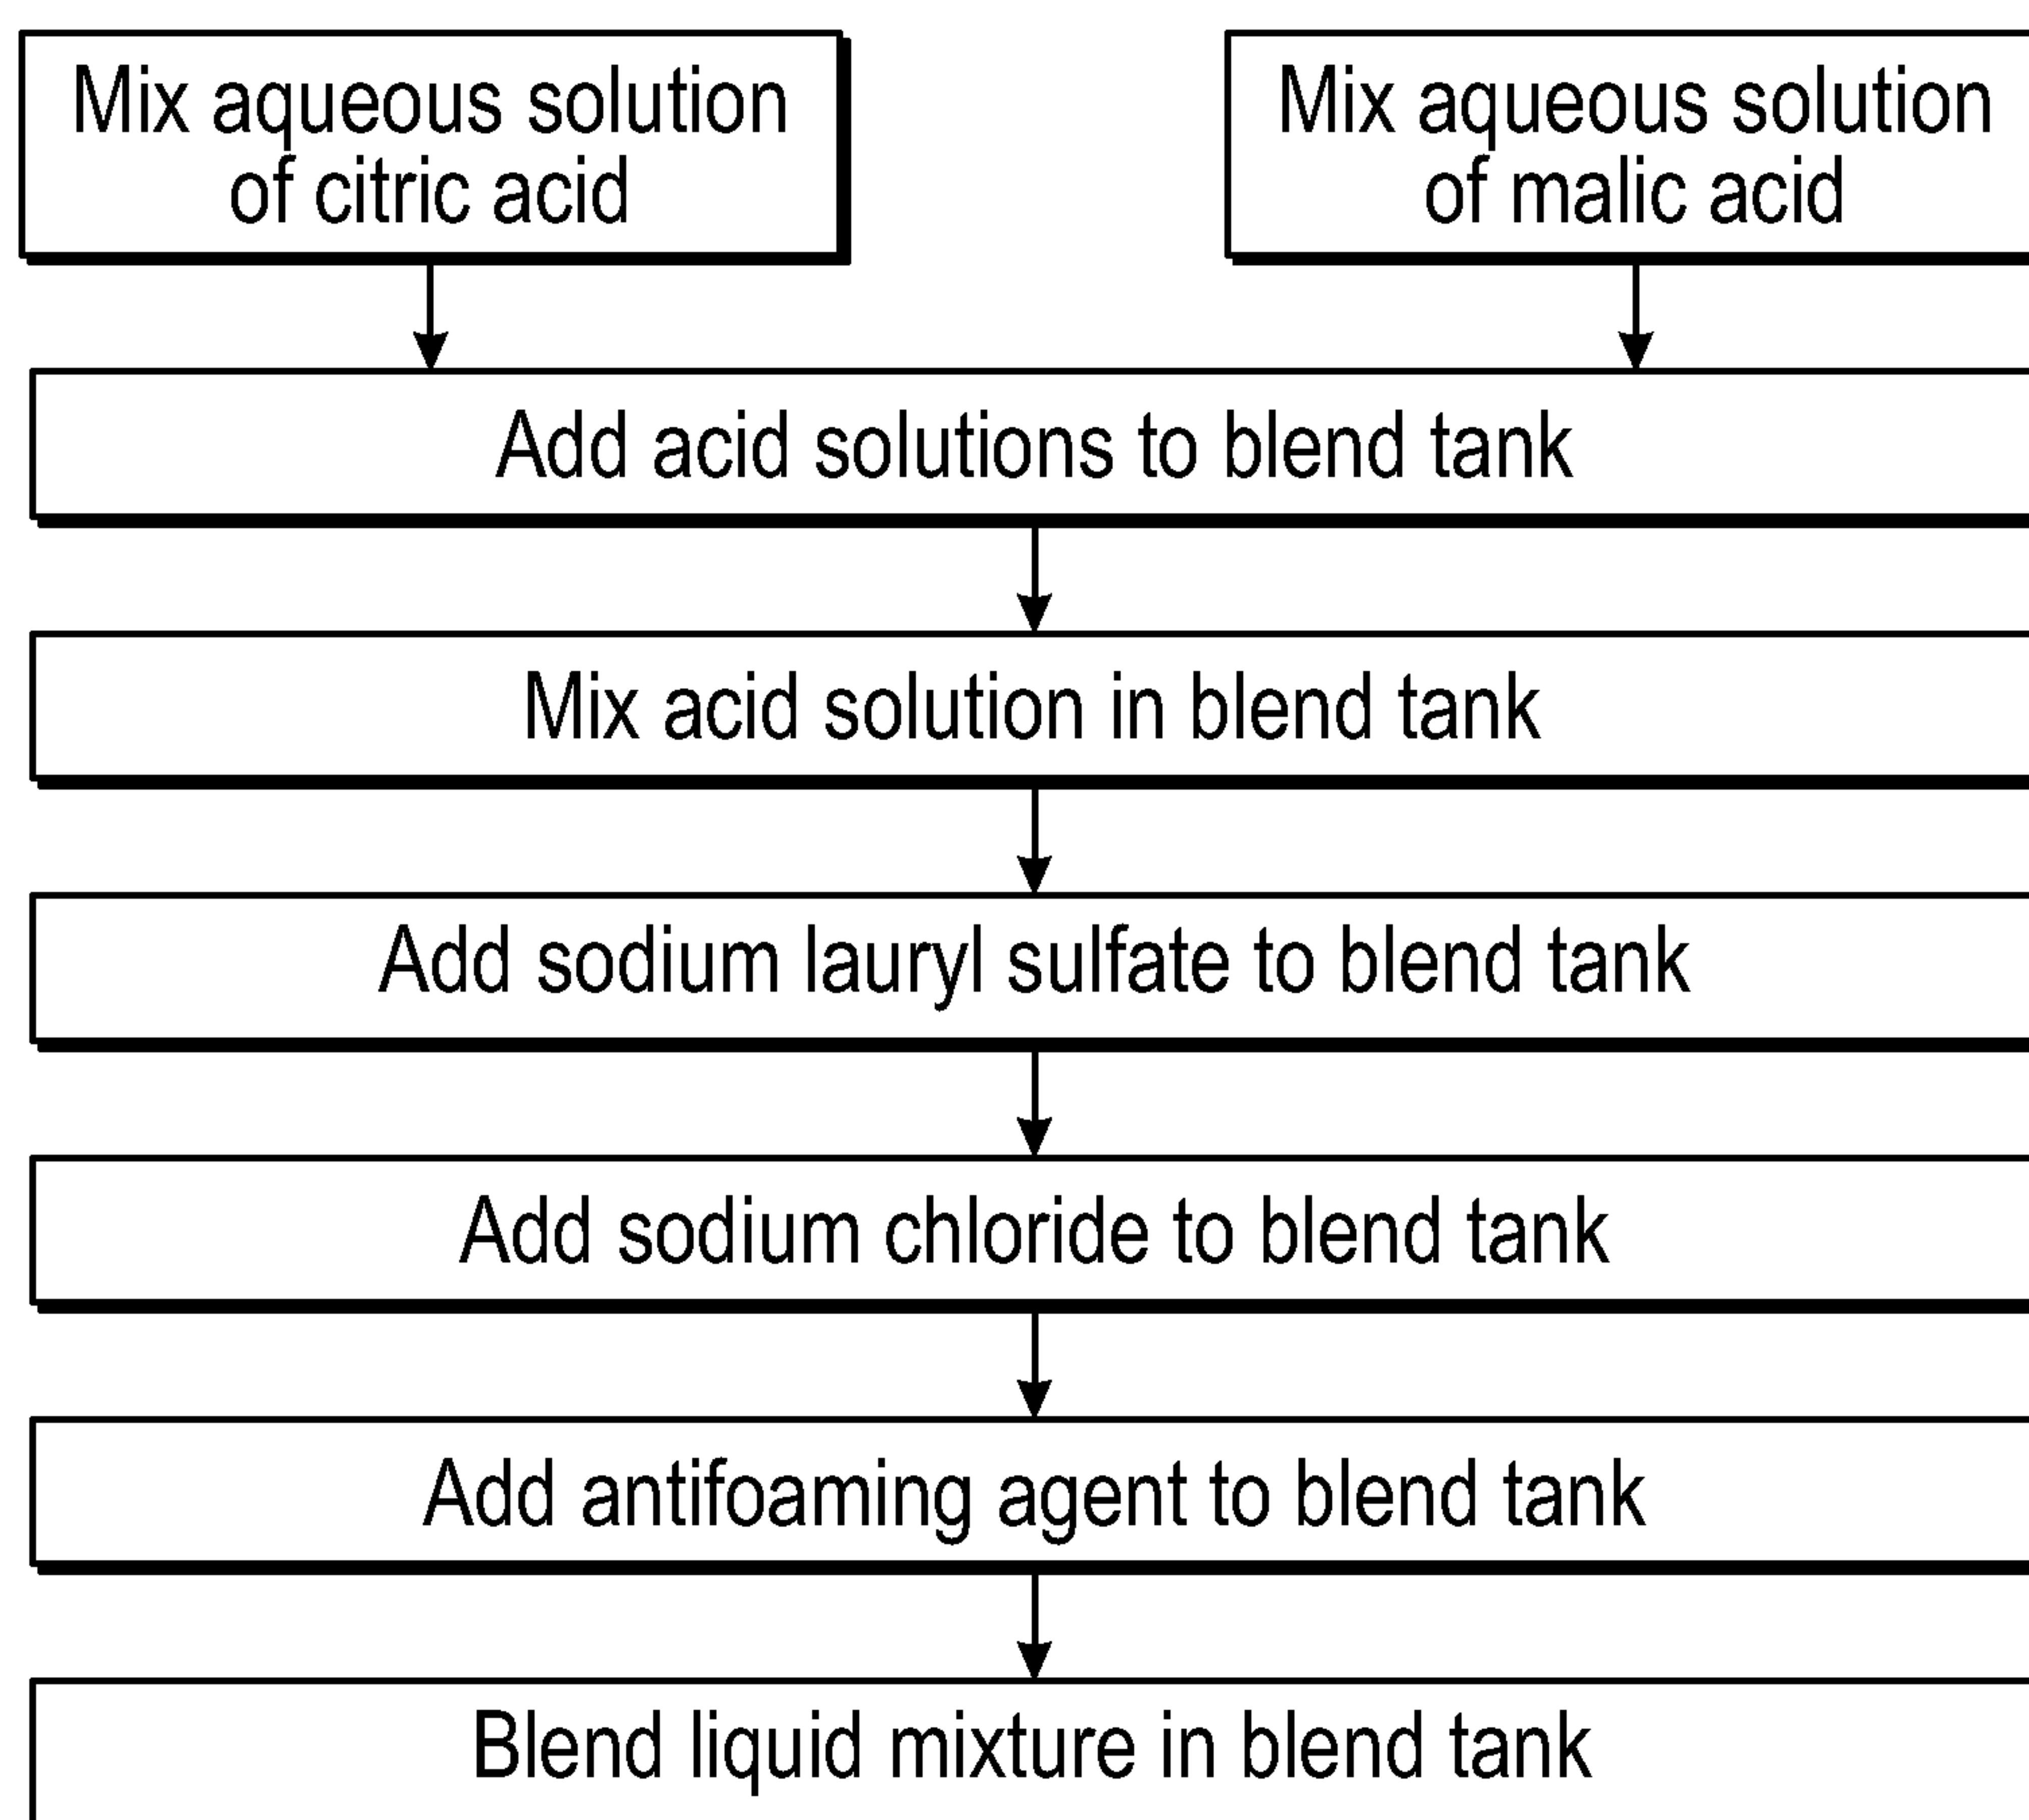 Mix aqueous solution
of citric acid
Mix aqueous solution
of malic acid
Add acid solutions to blend tank
Mix acid solution in blend tank
Add sodium lauryl sulfate to blend tank
Add sodium chloride to blend tank
Add antifoaming agent to blend tank
Blend liquid mixture in blend tank